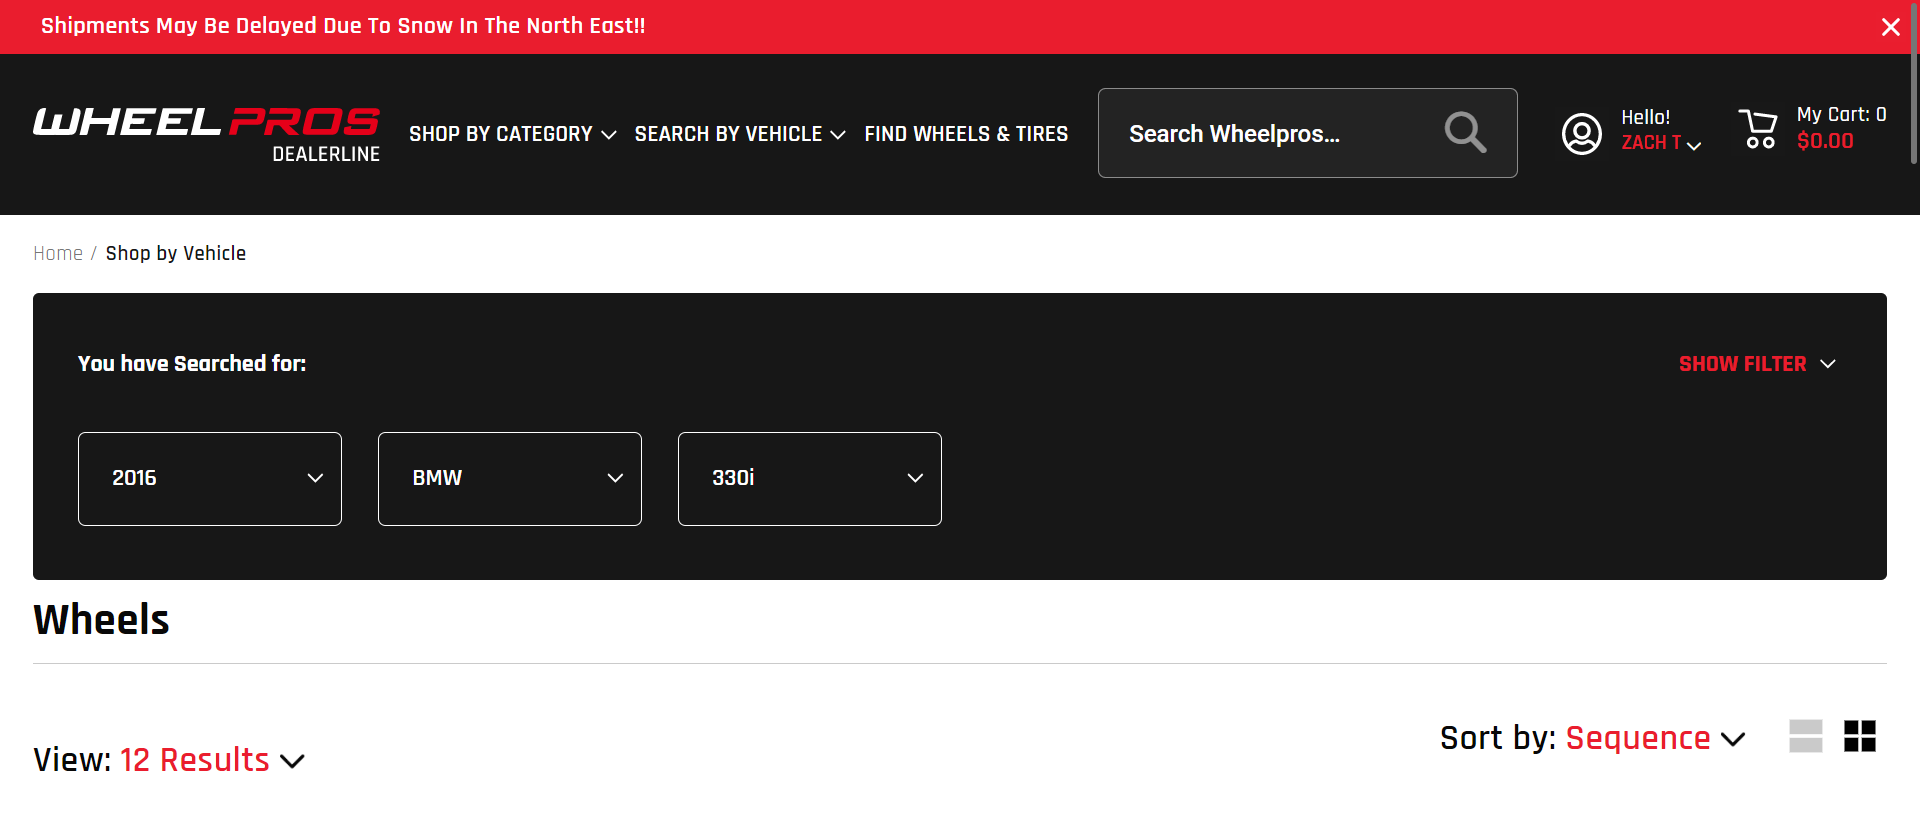 Shipments May Be Delayed Due To Snow In The North East!!
WHEEL PROS
DEALERLINE
SHOP BY CATEGORY
SEARCH BY VEHICLE
FIND WHEELS & TIRES
Search Wheelpros...
Hello!
ZACH T
My Cart: 0
$0.00
Home / Shop by Vehicle
You have Searched for:
SHOW FILTER
2016
BMW
330i
Wheels
View: 12 Results
Sort by: Sequence